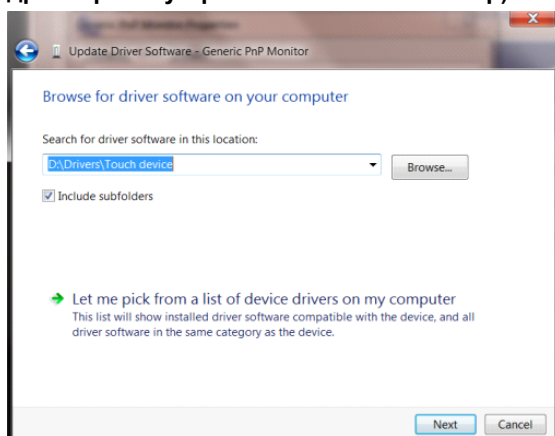 Update Driver Software - Generic PnP Monitor
Browse for driver software on your computer
Search for driver software in this location:
D:\Drivers\Touch device
Browse...
Include subfolders
Let me pick from a list of device drivers on my computer
This list will show installed driver software compatible with the device, and all
driver software in the same category as the device.
Next
Cancel